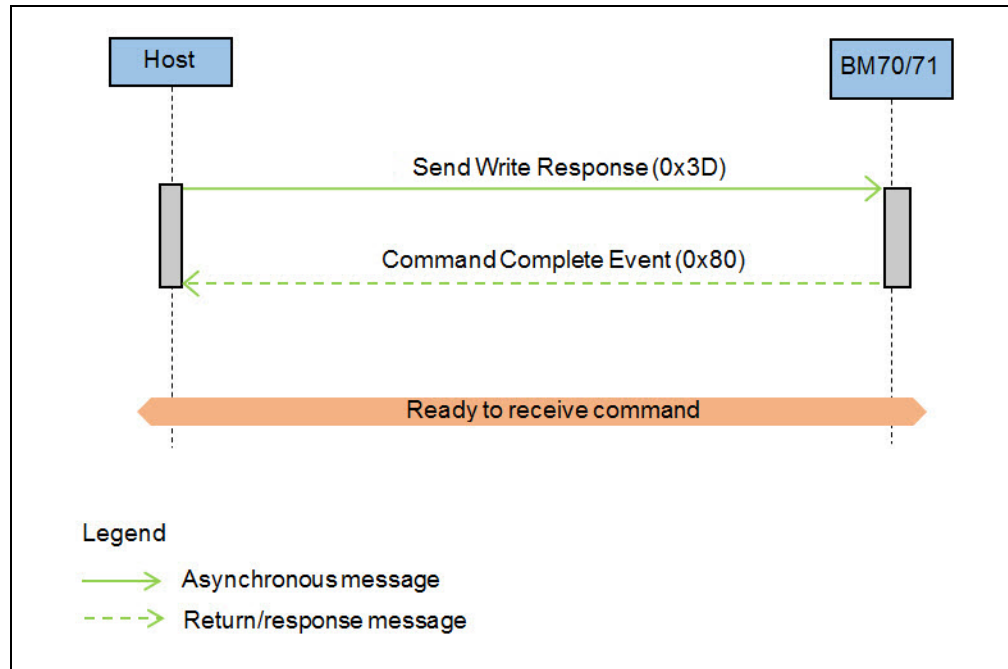 Host
BM70/71
Send Write Response (0x3D)
Command Complete Event (0x80)
Ready to receive command
Legend
Asynchronous message
Return/response message